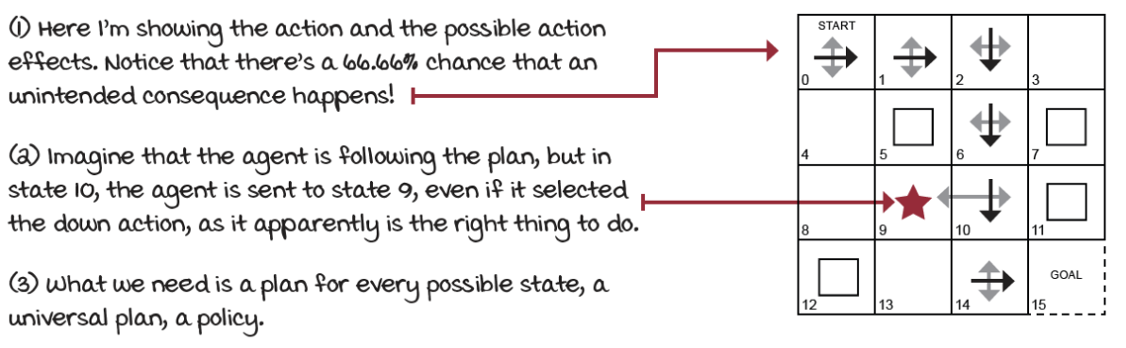 (1) Here I'm showing the action and the possible action
effects. Notice that there's a 66.66% chance that an
unintended consequence happens!
(2) Imagine that the agent is following the plan, but in
state 10, the agent is sent to state 9, even if it selected
the down action, as it apparently is the right thing to do.
(3) What we need is a plan for every possible state, a
universal plan, a policy.
START
0 1 2 3
4 5 6 7
8 9 10 11
GOAL
12 13 14 15